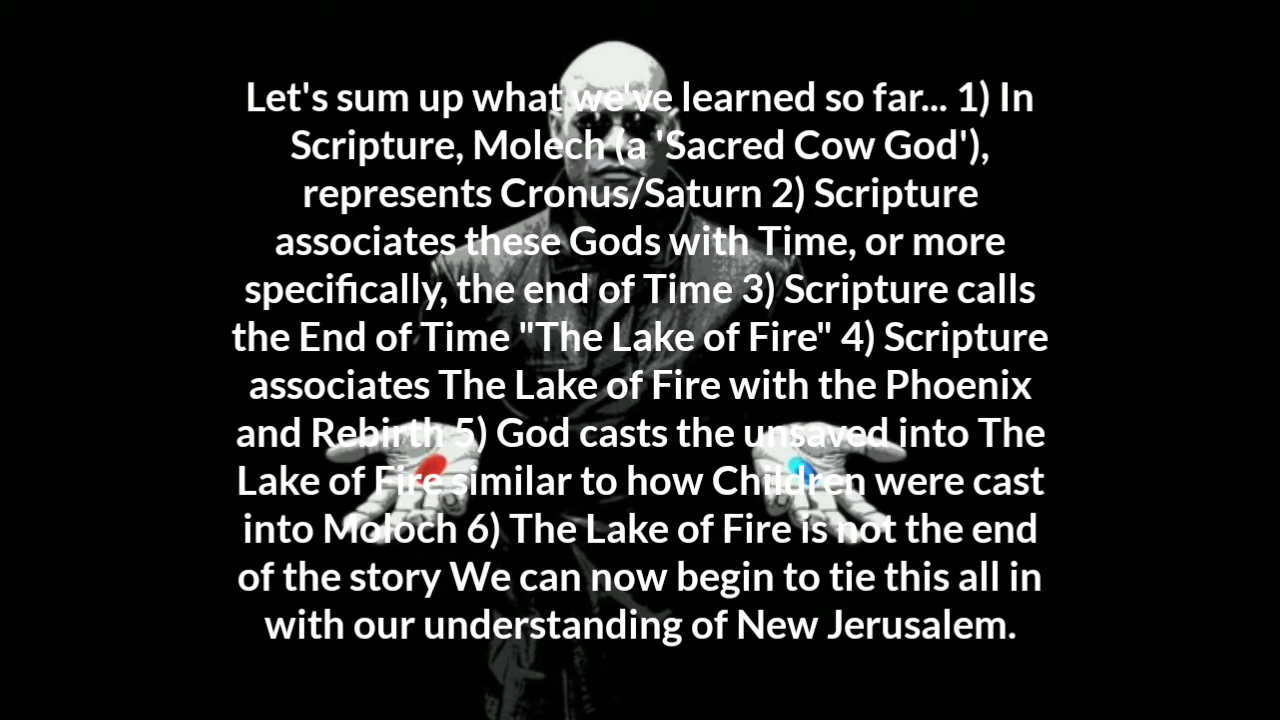 Let's sum up what we've learned so far... 1) In
Scripture, Molech (a 'Sacred Cow God'),
represents Cronus/Saturn 2) Scripture
associates these Gods with Time, or more
specifically, the end of Time 3) Scripture calls
the End of Time "The Lake of Fire" 4) Scripture
associates The Lake of Fire with the Phoenix
and Rebirth 5) God casts the unsaved into The
Lake of Fire similar to how Children were cast
into Moloch 6) The Lake of Fire is not the end
of the story We can now begin to tie this all in
with our understanding of New Jerusalem.